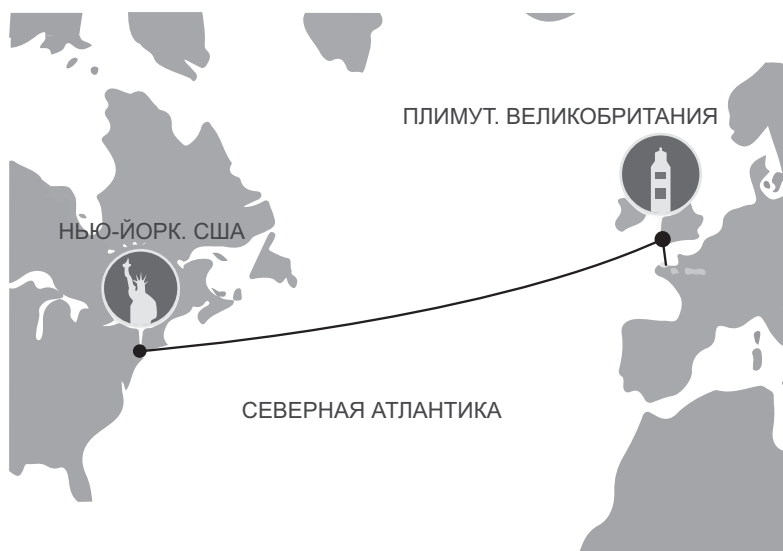 ПЛИМУТ. ВЕЛИКОБРИТАНИЯ
НЬЮ-ЙОРК. США
СЕВЕРНАЯ АТЛАНТИКА